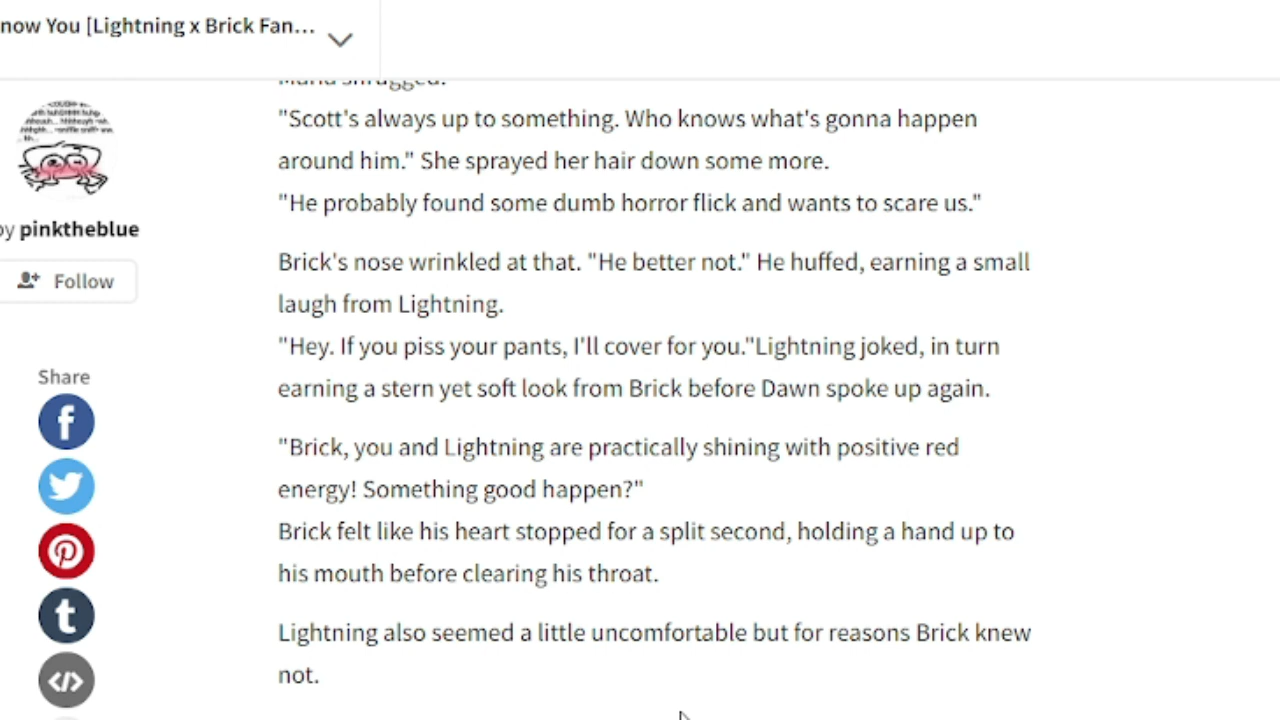 now You [Lightning x Brick Fan...
"Scott's always up to something. Who knows what's gonna happen
around him." She sprayed her hair down some more.
"He probably found some dumb horror flick and wants to scare us."
by pinktheblue
Brick's nose wrinkled at that. "He better not." He huffed, earning a small
Follow
laugh from Lightning.
"Hey. If you piss your pants, I'll cover for you."Lightning joked, in turn
Share
earning a stern yet soft look from Brick before Dawn spoke up again.
"Brick, you and Lightning are practically shining with positive red
energy! Something good happen?"
Brick felt like his heart stopped for a split second, holding a hand up to
his mouth before clearing his throat.
Lightning also seemed a little uncomfortable but for reasons Brick knew
not.